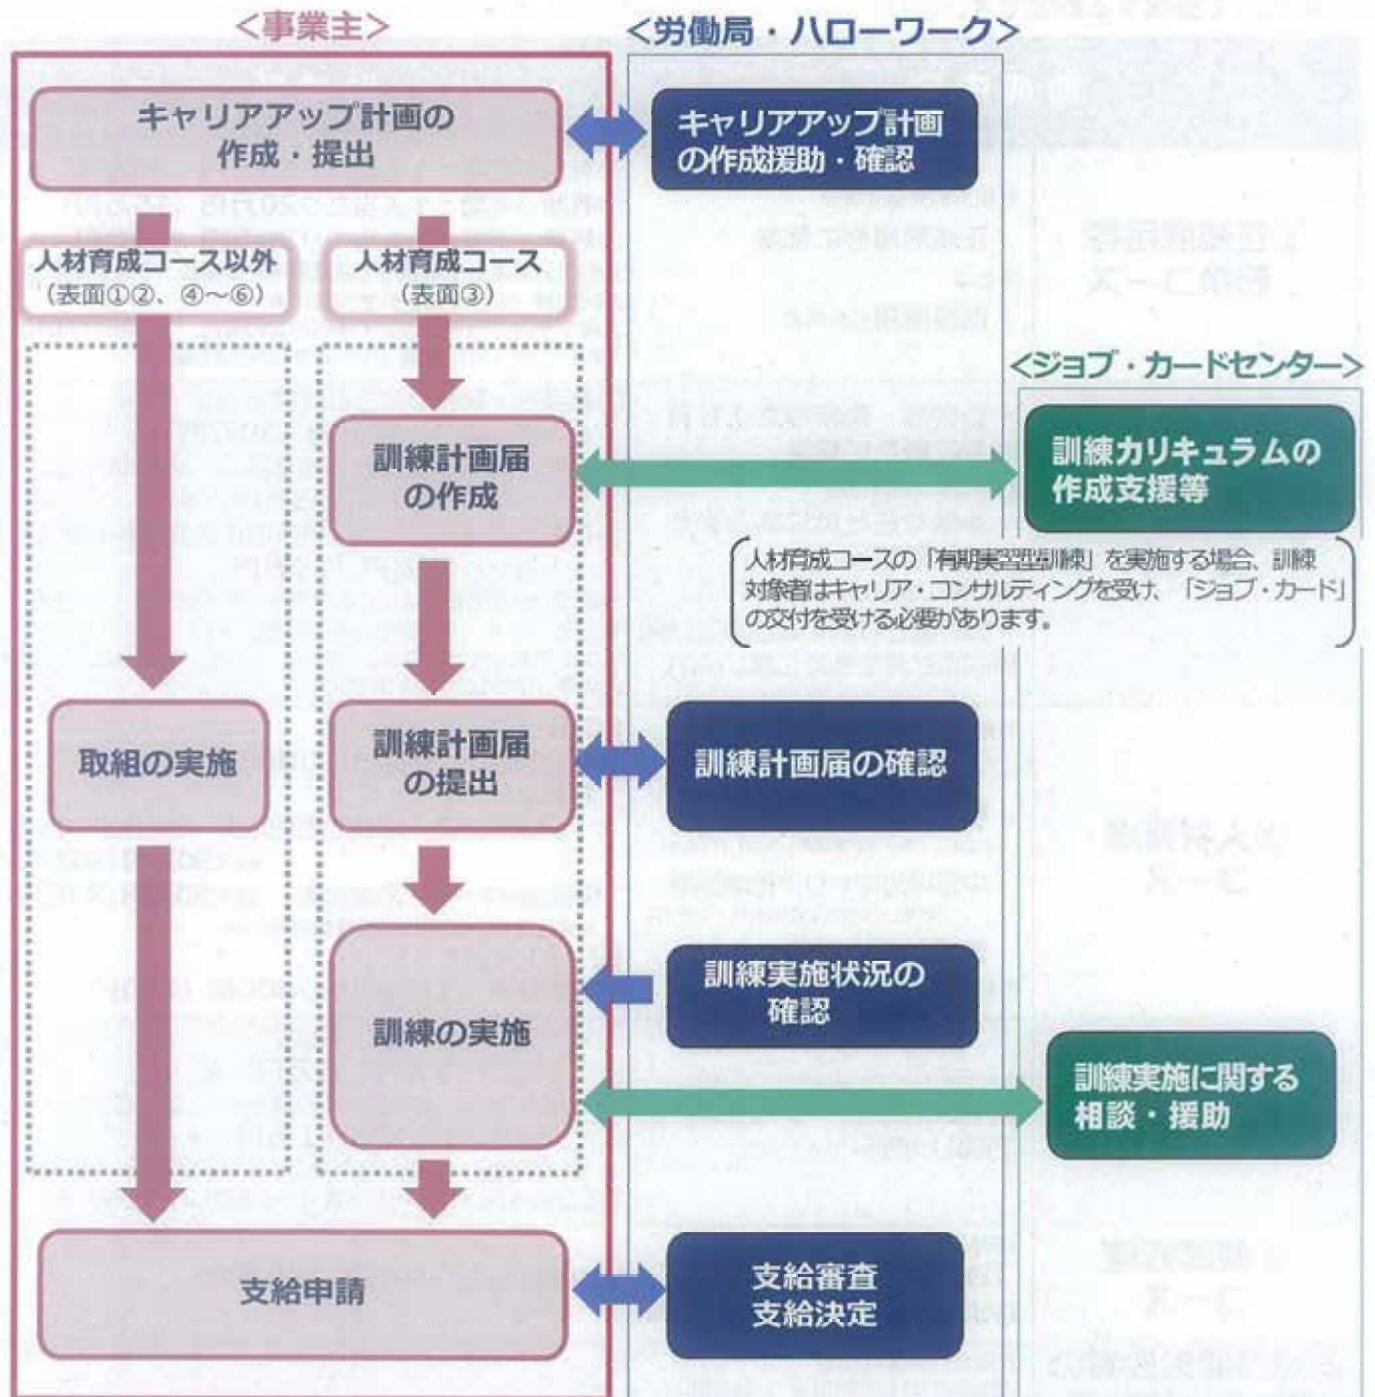 <事業主>
<労働局・ハローワーク>
キャリアアップ計画の
作成・提出
キャリアアップ計画
の作成援助・確認
人材育成コース以外
(表面①②、④～⑥)
人材育成コース
(表面③)
<ジョブ・カードセンター>
訓練計画届
の作成
訓練カリキュラムの
作成支援等
人材育成コースの「有期実習型訓練」を実施する場合、訓練
対象者はキャリア・コンサルティングを受け、「ジョブ・カード」
の交付を受ける必要があります。
取組の実施
訓練計画届
の提出
訓練計画届の確認
訓練実施状況の
確認
訓練の実施
訓練実施に関する
相談・援助
支給申請
支給審査
支給決定